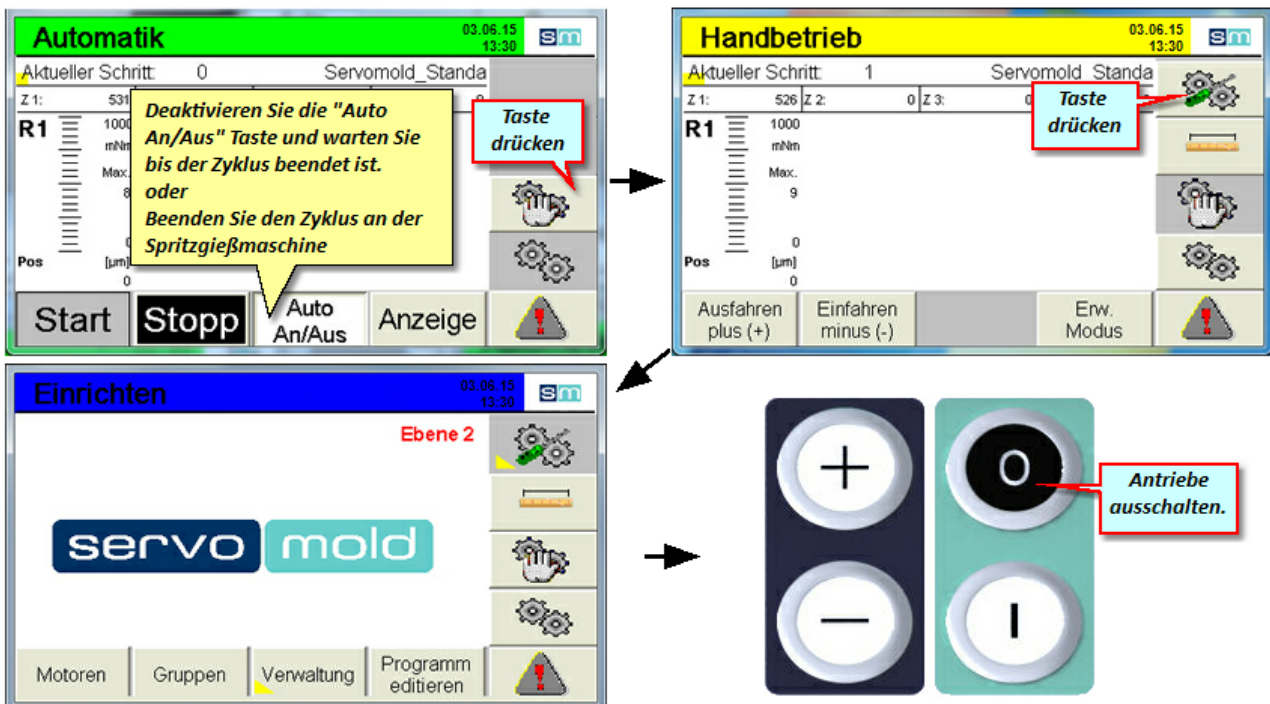 Automatik
03.06.15
13:30
sm
Aktueller Schritt: 0 Servomold_Standa
Z 1: 531
R1
1000
mNm
Max.
8
0
Pos [µm]
0
Deaktivieren Sie die "Auto
An/Aus" Taste und warten Sie
bis der Zyklus beendet ist.
oder
Beenden Sie den Zyklus an der
Spritzgießmaschine
Taste
drücken
Start Stopp Auto
An/Aus
Anzeige
Handbetrieb
03.06.15
13:30
sm
Aktueller Schritt: 1 Servomold_Standa
Z 1: 526 Z 2: 0 Z 3: 0
R1
1000
mNm
Max.
9
0
Pos [µm]
0
Taste
drücken
Ausfahren
plus (+)
Einfahren
minus (-)
Erw.
Modus
Einrichten
03.06.15
13:30
sm
Ebene 2
servo mold
Motoren Gruppen Verwaltung Programm
editieren
+
O
−
I
Antriebe
ausschalten.